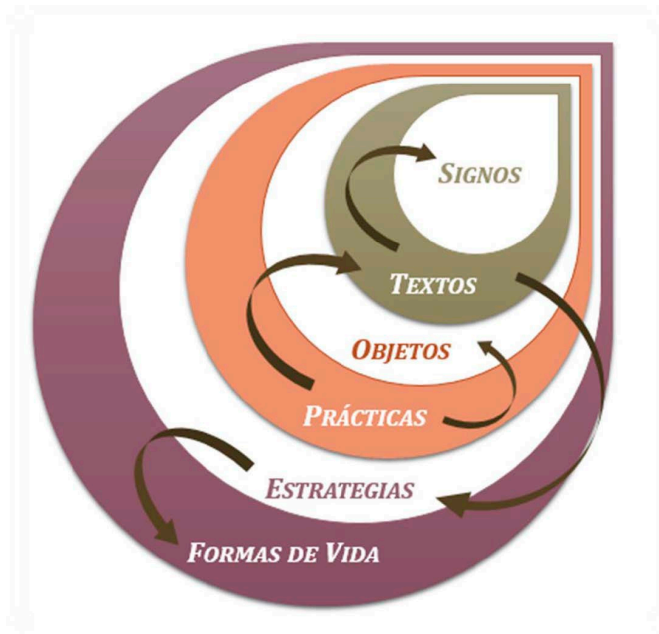 SIGNOS
TEXTOS
OBJETOS
PRÁCTICAS
ESTRATEGIAS
FORMAS DE VIDA